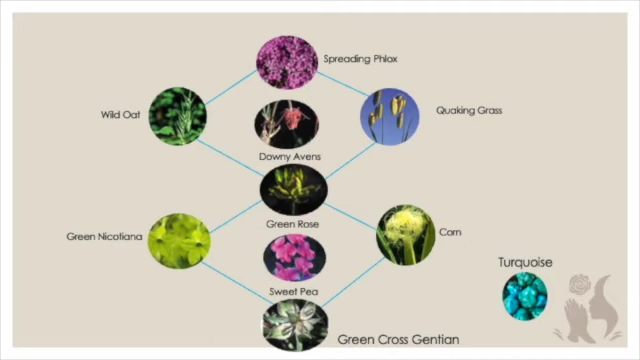 Spreading Phlox
Wild Oat
Quaking Grass
Downy Avens
Green Rose
Green Nicotiana
Corn
Turquoise
Sweet Pea
Green Cross Gentian